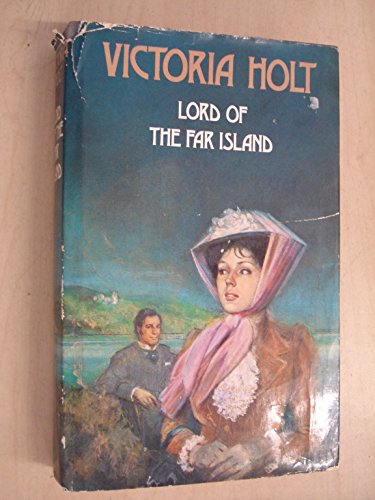 VICTORIA HOLT
LORD OF
THE FAR ISLAND